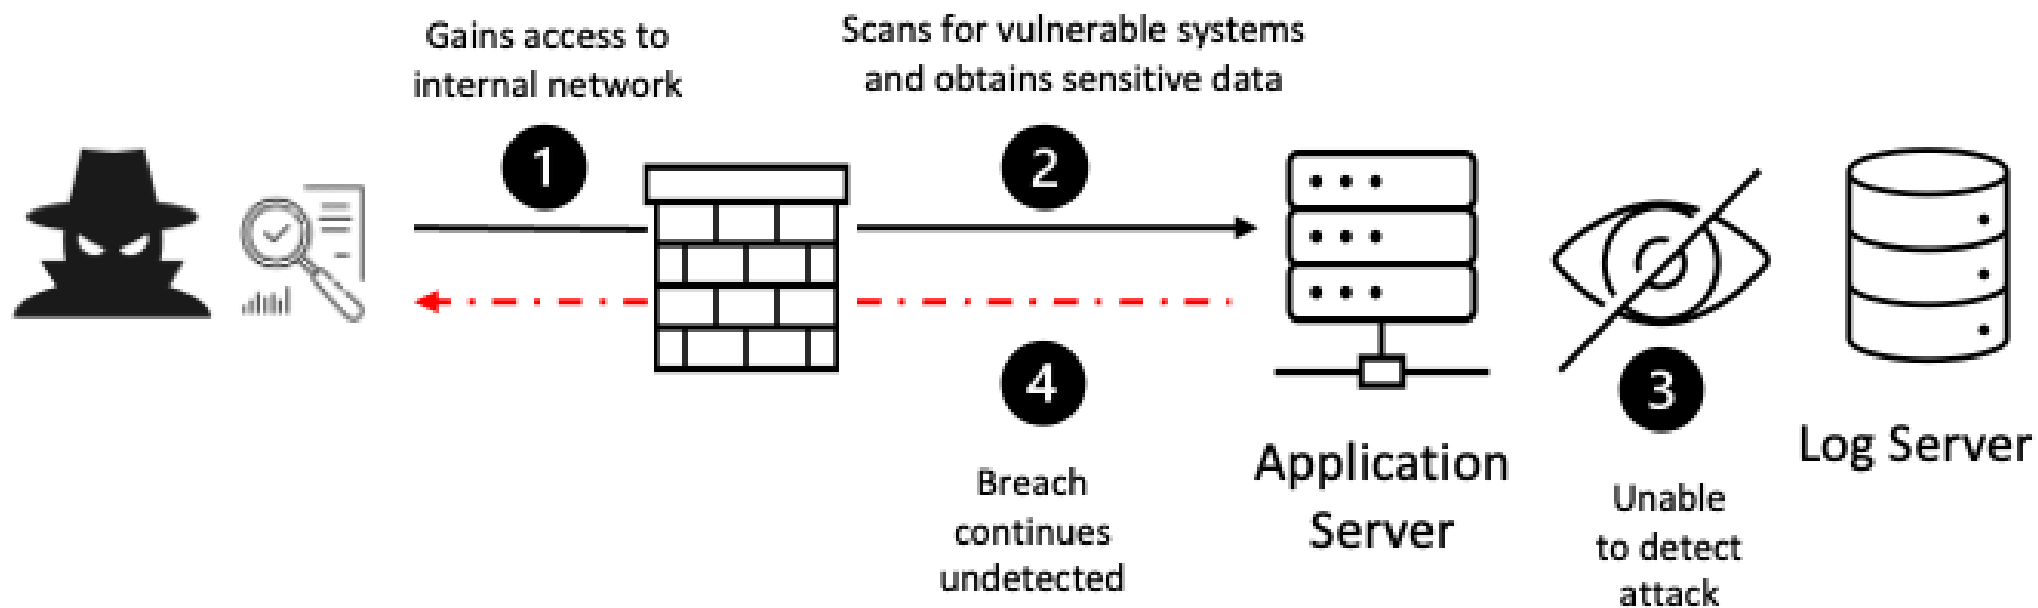 Gains access to
internal network
1
Scans for vulnerable systems
and obtains sensitive data
2
4
Breach
continues
undetected
Application
Server
3
Unable
to detect
attack
Log Server